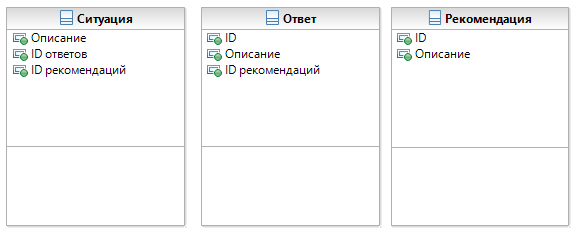 Ситуация
Описание
ID ответов
ID рекомендаций
Ответ
ID
Описание
ID рекомендаций
Рекомендация
ID
Описание